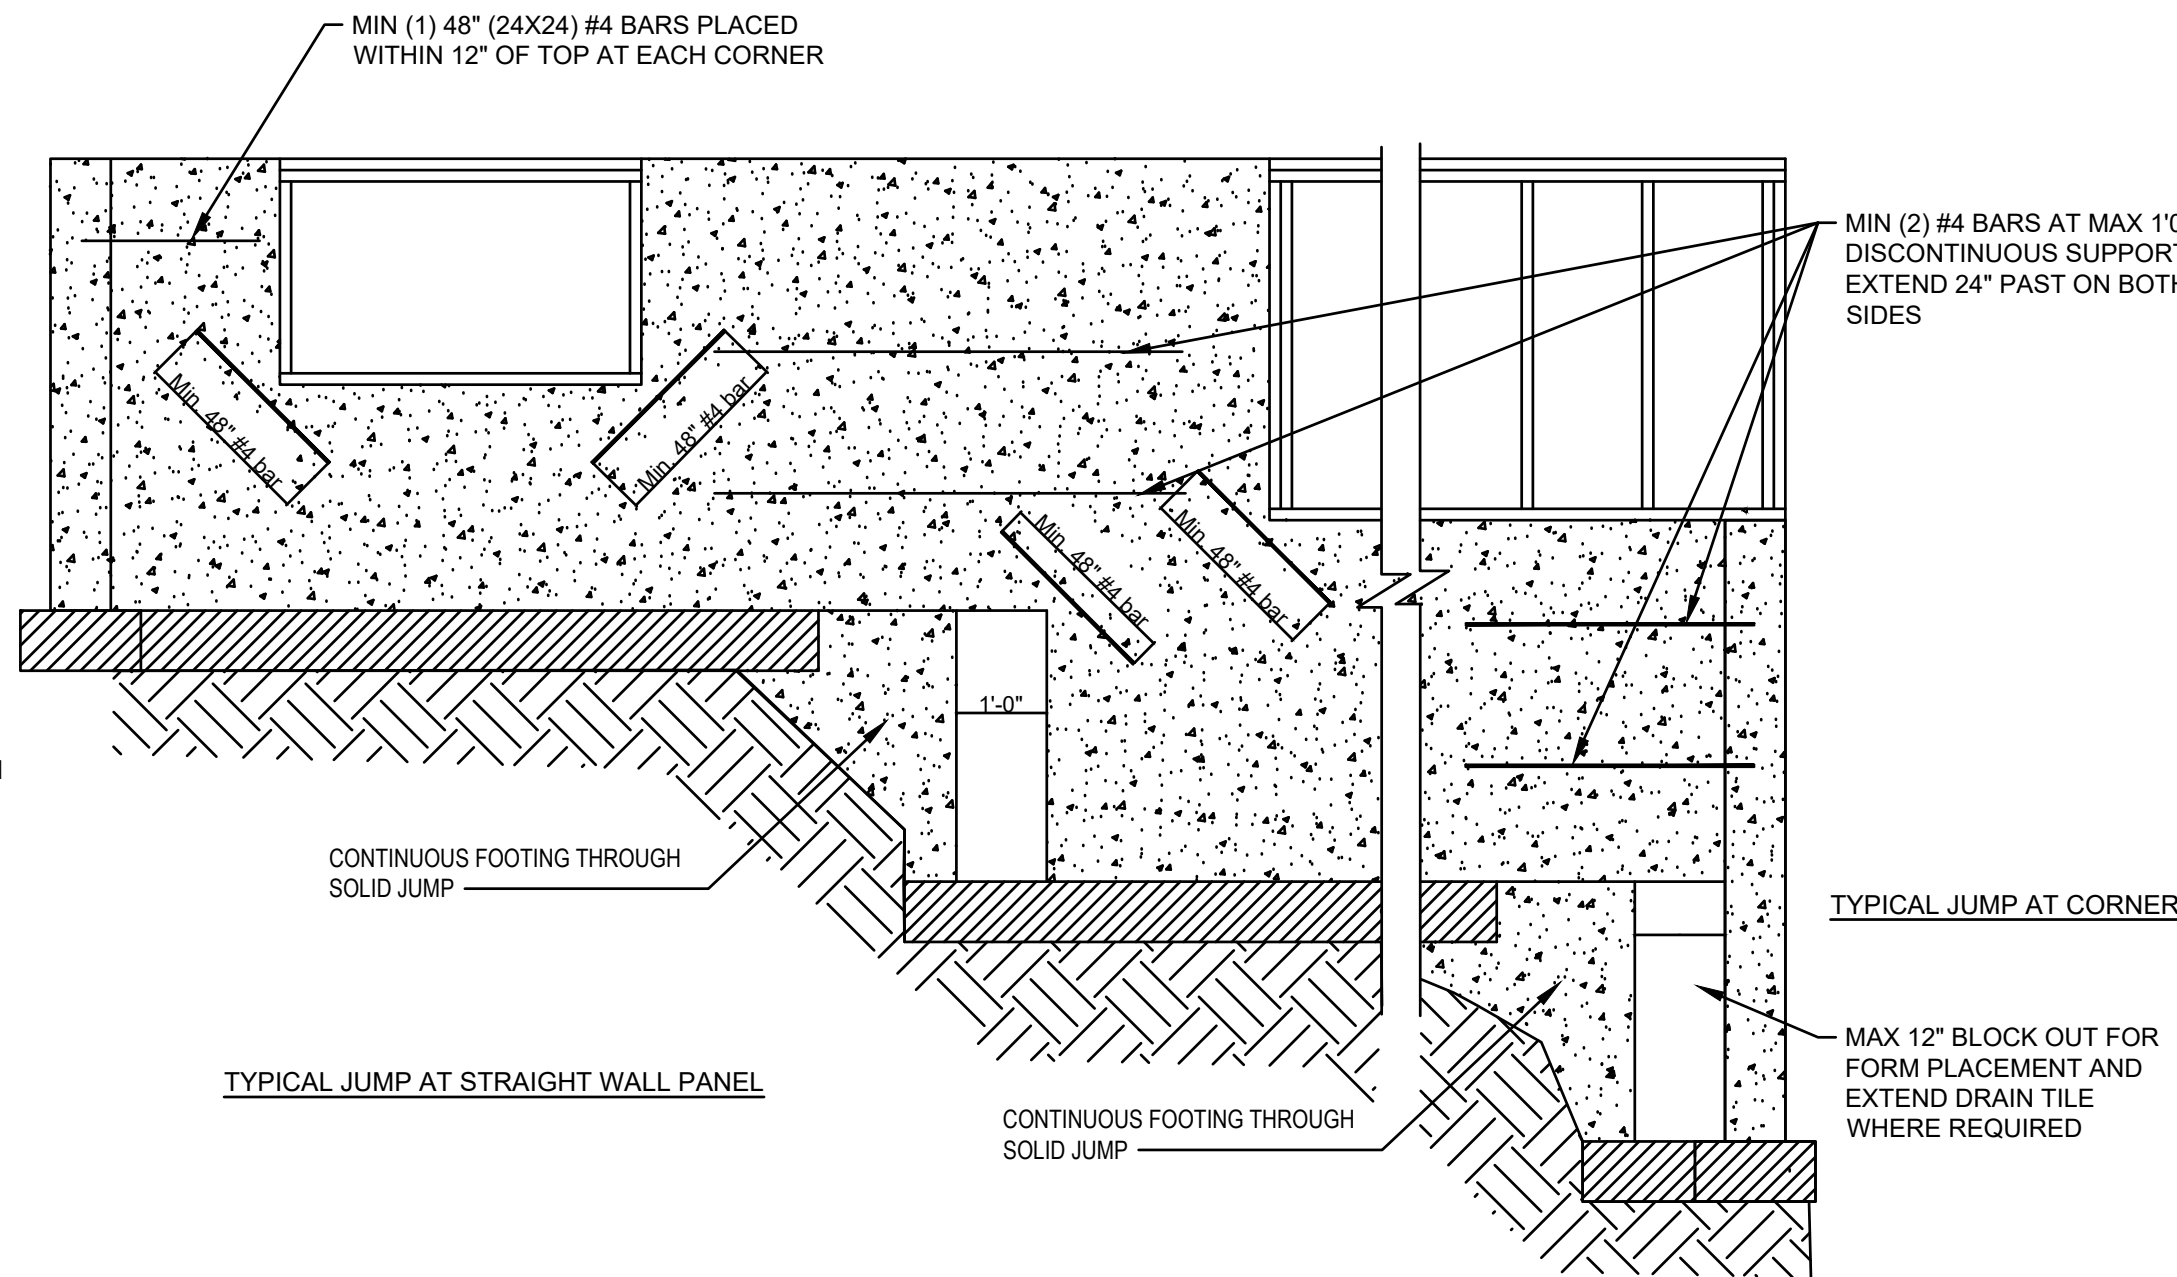 MIN (1) 48" (24X24) #4 BARS PLACED
WITHIN 12" OF TOP AT EACH CORNER
MIN (2) #4 BARS AT MAX 1'0
DISCONTINUOUS SUPPORT
EXTEND 24" PAST ON BOTH
SIDES
Min. 48" #4 bar
Min. 48" #4 bar
Min. 48" #4 bar
Min. 48" #4 bar
1'-0"
CONTINUOUS FOOTING THROUGH
SOLID JUMP
TYPICAL JUMP AT CORNER
TYPICAL JUMP AT STRAIGHT WALL PANEL
MAX 12" BLOCK OUT FOR
FORM PLACEMENT AND
EXTEND DRAIN TILE
WHERE REQUIRED
CONTINUOUS FOOTING THROUGH
SOLID JUMP